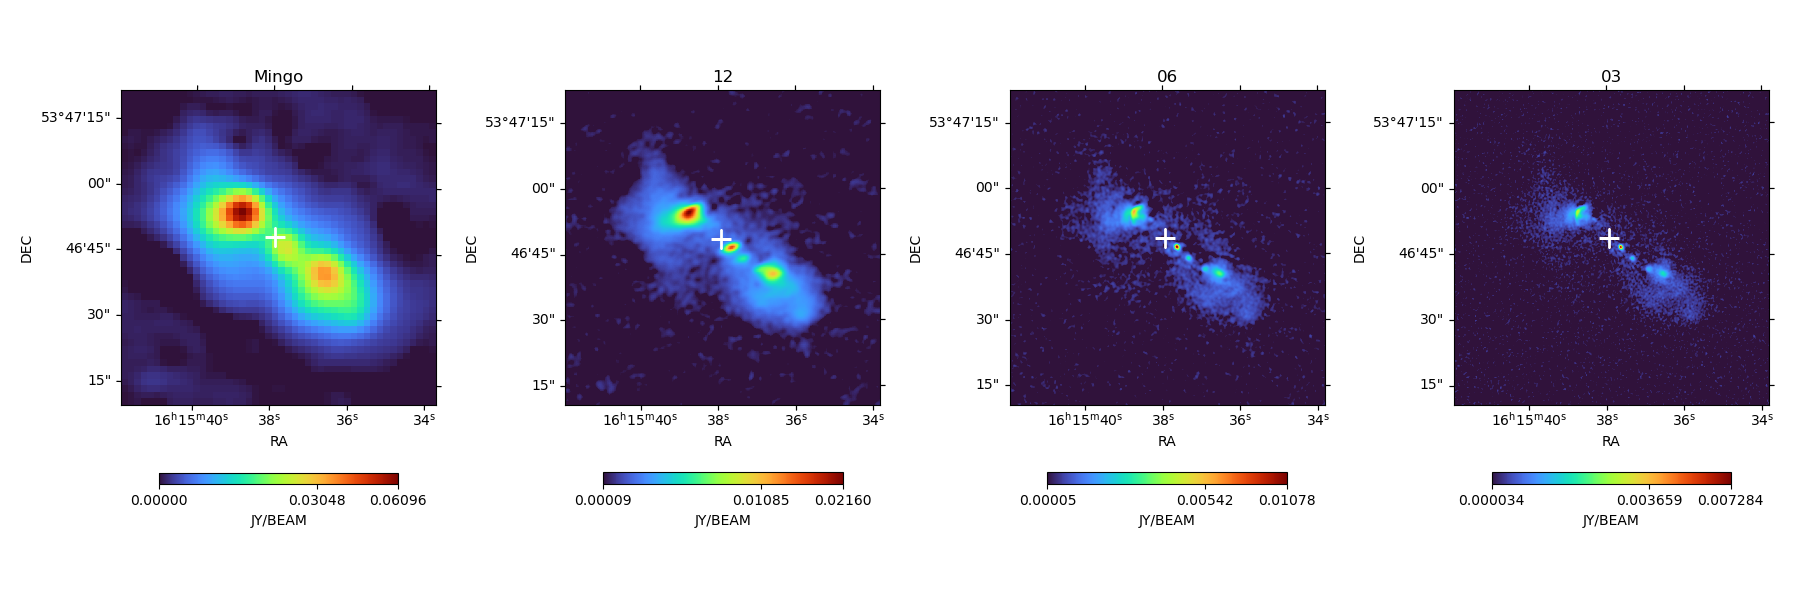 Mingo
53°47'15"
00"
46'45"
30"
15"
DEC
16ʰ15ᵐ40ˢ 38ˢ 36ˢ 34ˢ
RA
0.00000 0.03048 0.06096
JY/BEAM
12
53°47'15"
00"
46'45"
30"
15"
DEC
16ʰ15ᵐ40ˢ 38ˢ 36ˢ 34ˢ
RA
0.00009 0.01085 0.02160
JY/BEAM
06
53°47'15"
00"
46'45"
30"
15"
DEC
16ʰ15ᵐ40ˢ 38ˢ 36ˢ 34ˢ
RA
0.00005 0.00542 0.01078
JY/BEAM
03
53°47'15"
00"
46'45"
30"
15"
DEC
16ʰ15ᵐ40ˢ 38ˢ 36ˢ 34ˢ
RA
0.000034 0.003659 0.007284
JY/BEAM